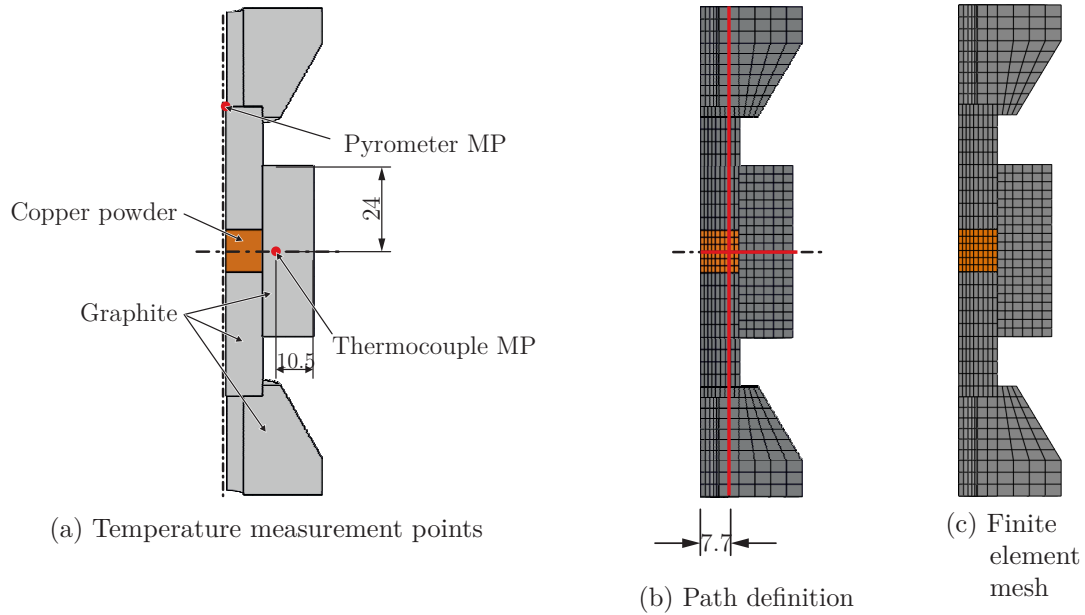 Pyrometer MP
24
Copper powder
Graphite
Thermocouple MP
10.5
(a) Temperature measurement points
7.7
(b) Path definition
(c) Finite
element
mesh